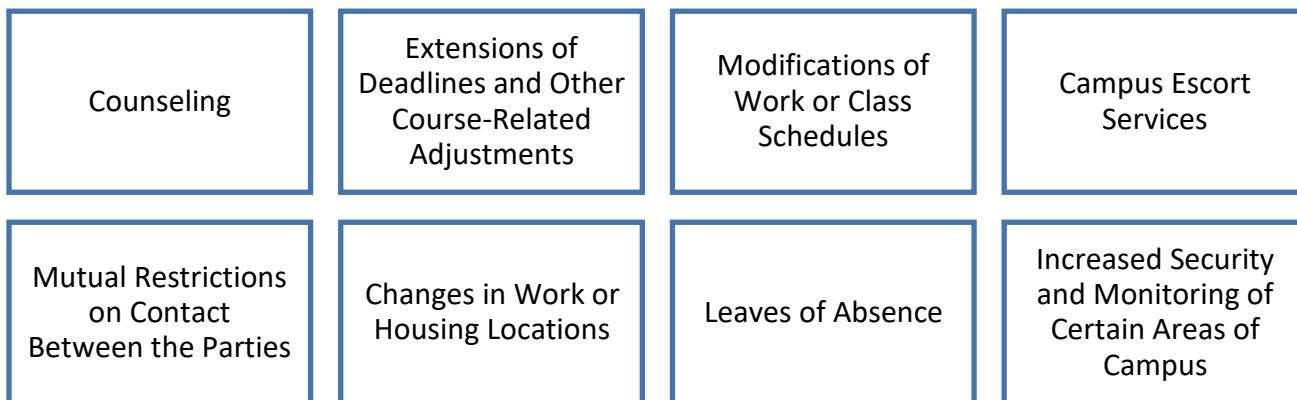 Counseling
Extensions of
Deadlines and Other
Course-Related
Adjustments
Modifications of
Work or Class
Schedules
Campus Escort
Services
Mutual Restrictions
on Contact
Between the Parties
Changes in Work or
Housing Locations
Leaves of Absence
Increased Security
and Monitoring of
Certain Areas of
Campus